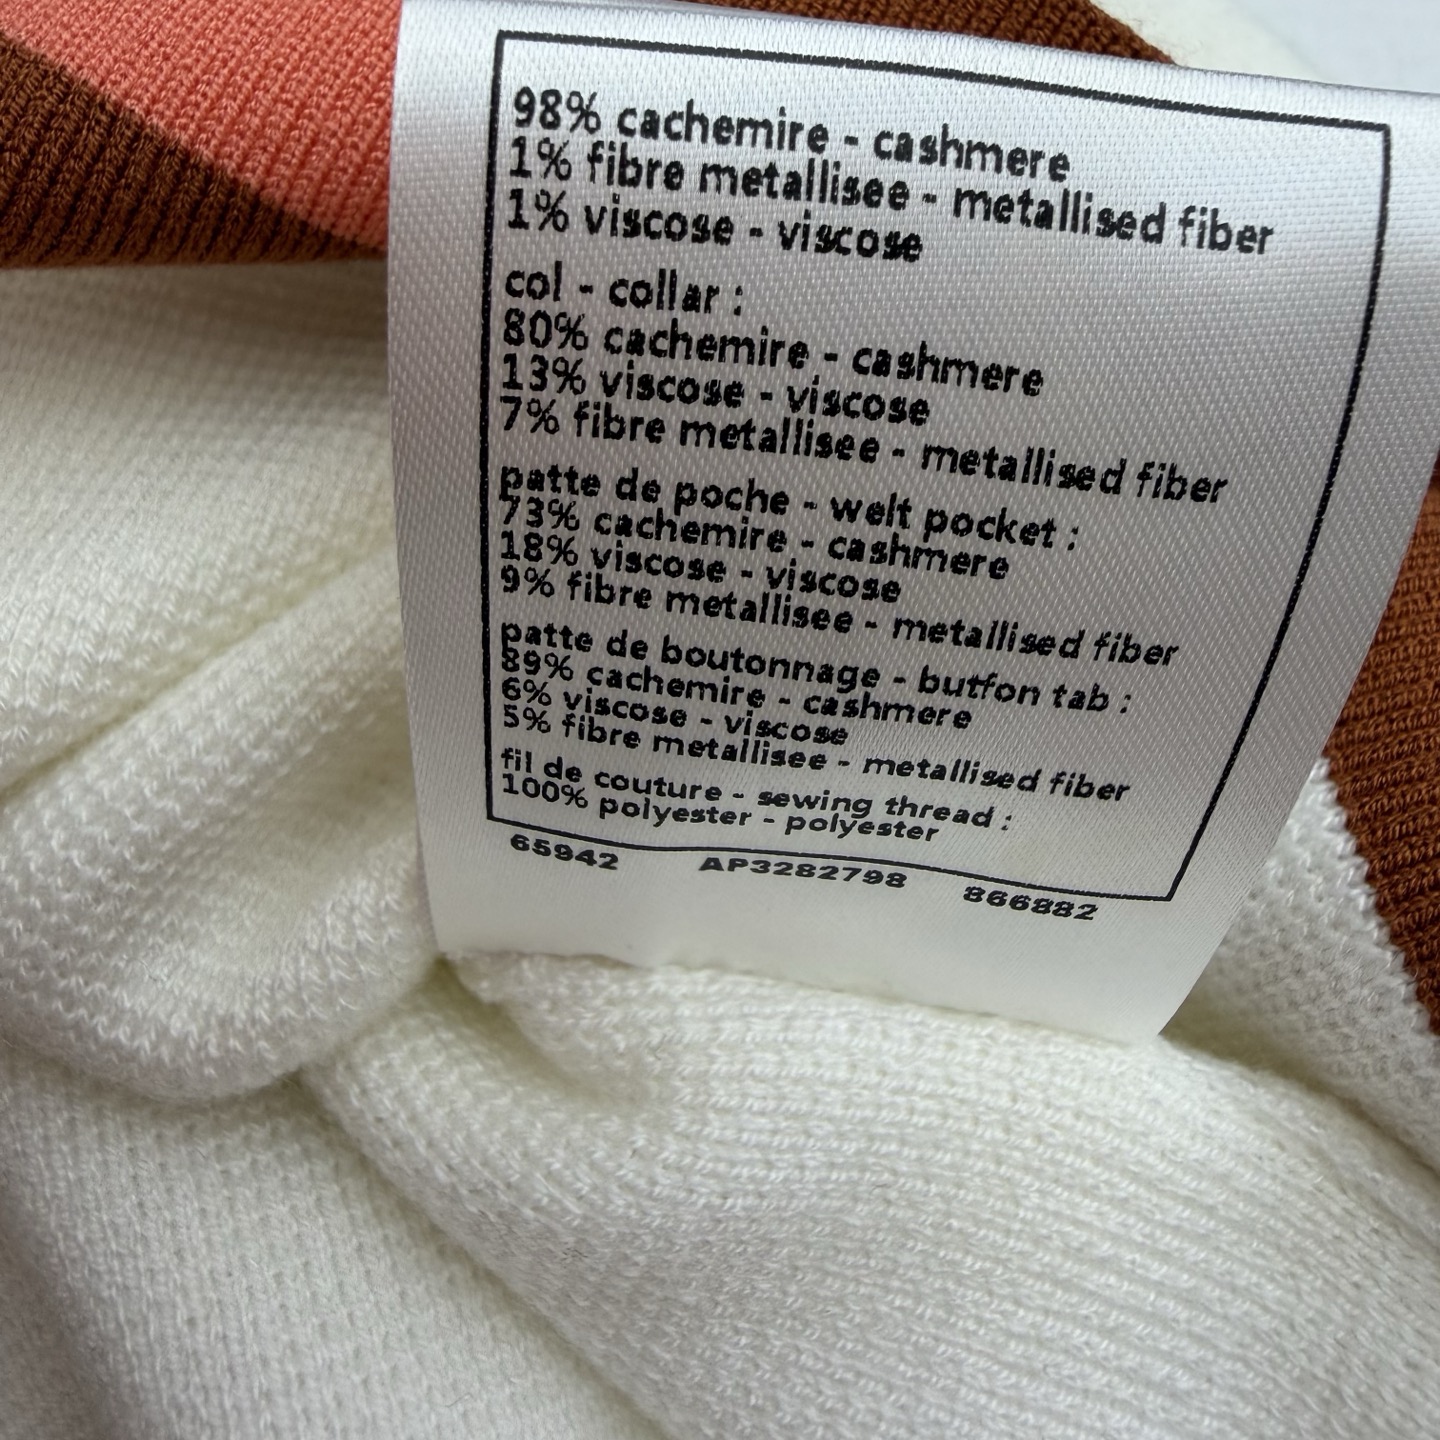 98% cachemire - cashmere
1% fibre metallisee - metallised fiber
1% viscose - viscose
col - collar :
80% cachemire - cashmere
13% viscose - viscose
7% fibre metallisee - metallised fiber
patte de poche - welt pocket :
73% cachemire - cashmere
18% viscose - viscose
9% fibre metallisee - metallised fiber
patte de boutonnage - butfon tab :
89% cachemire - cashmere
6% viscose - viscose
5% fibre metallisee - metallised fiber
fil de couture - sewing thread :
100% polyester - polyester
65942 AP3282798 866882